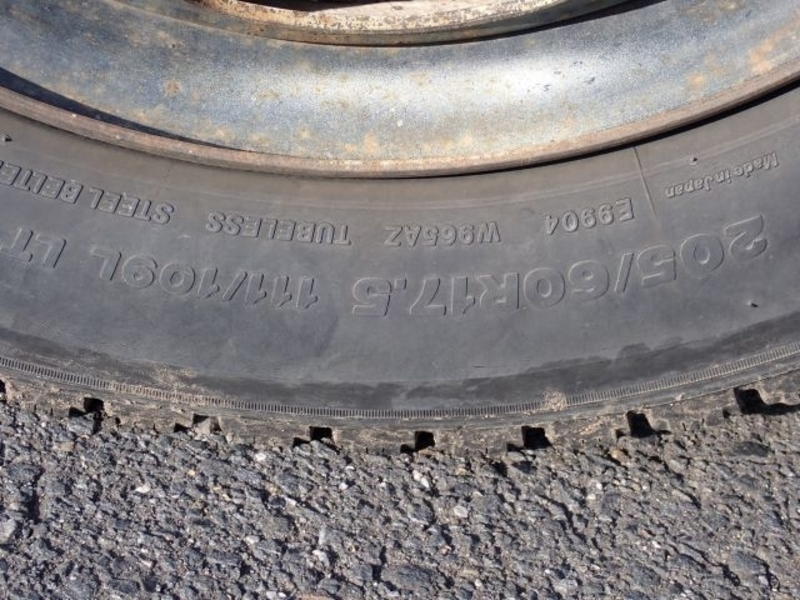 205/60R17.5 111/109L LT
Made in Japan E9904 W965AZ TUBELESS STEEL BELTED